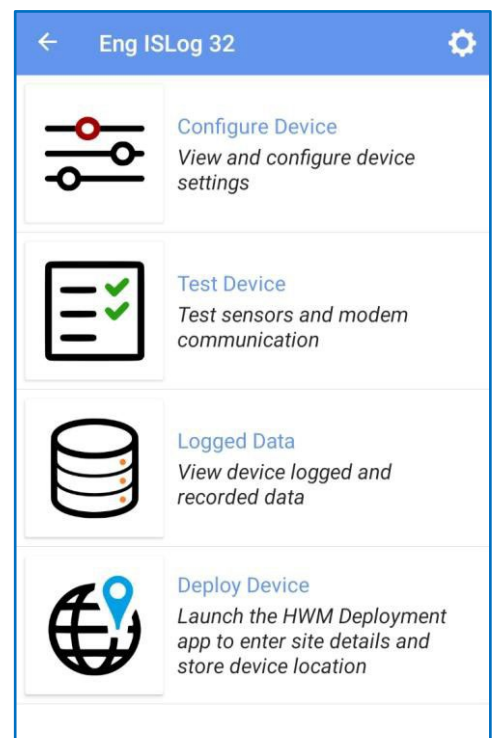 Eng ISLog 32
Configure Device
View and configure device
settings
Test Device
Test sensors and modem
communication
Logged Data
View device logged and
recorded data
Deploy Device
Launch the HWM Deployment
app to enter site details and
store device location